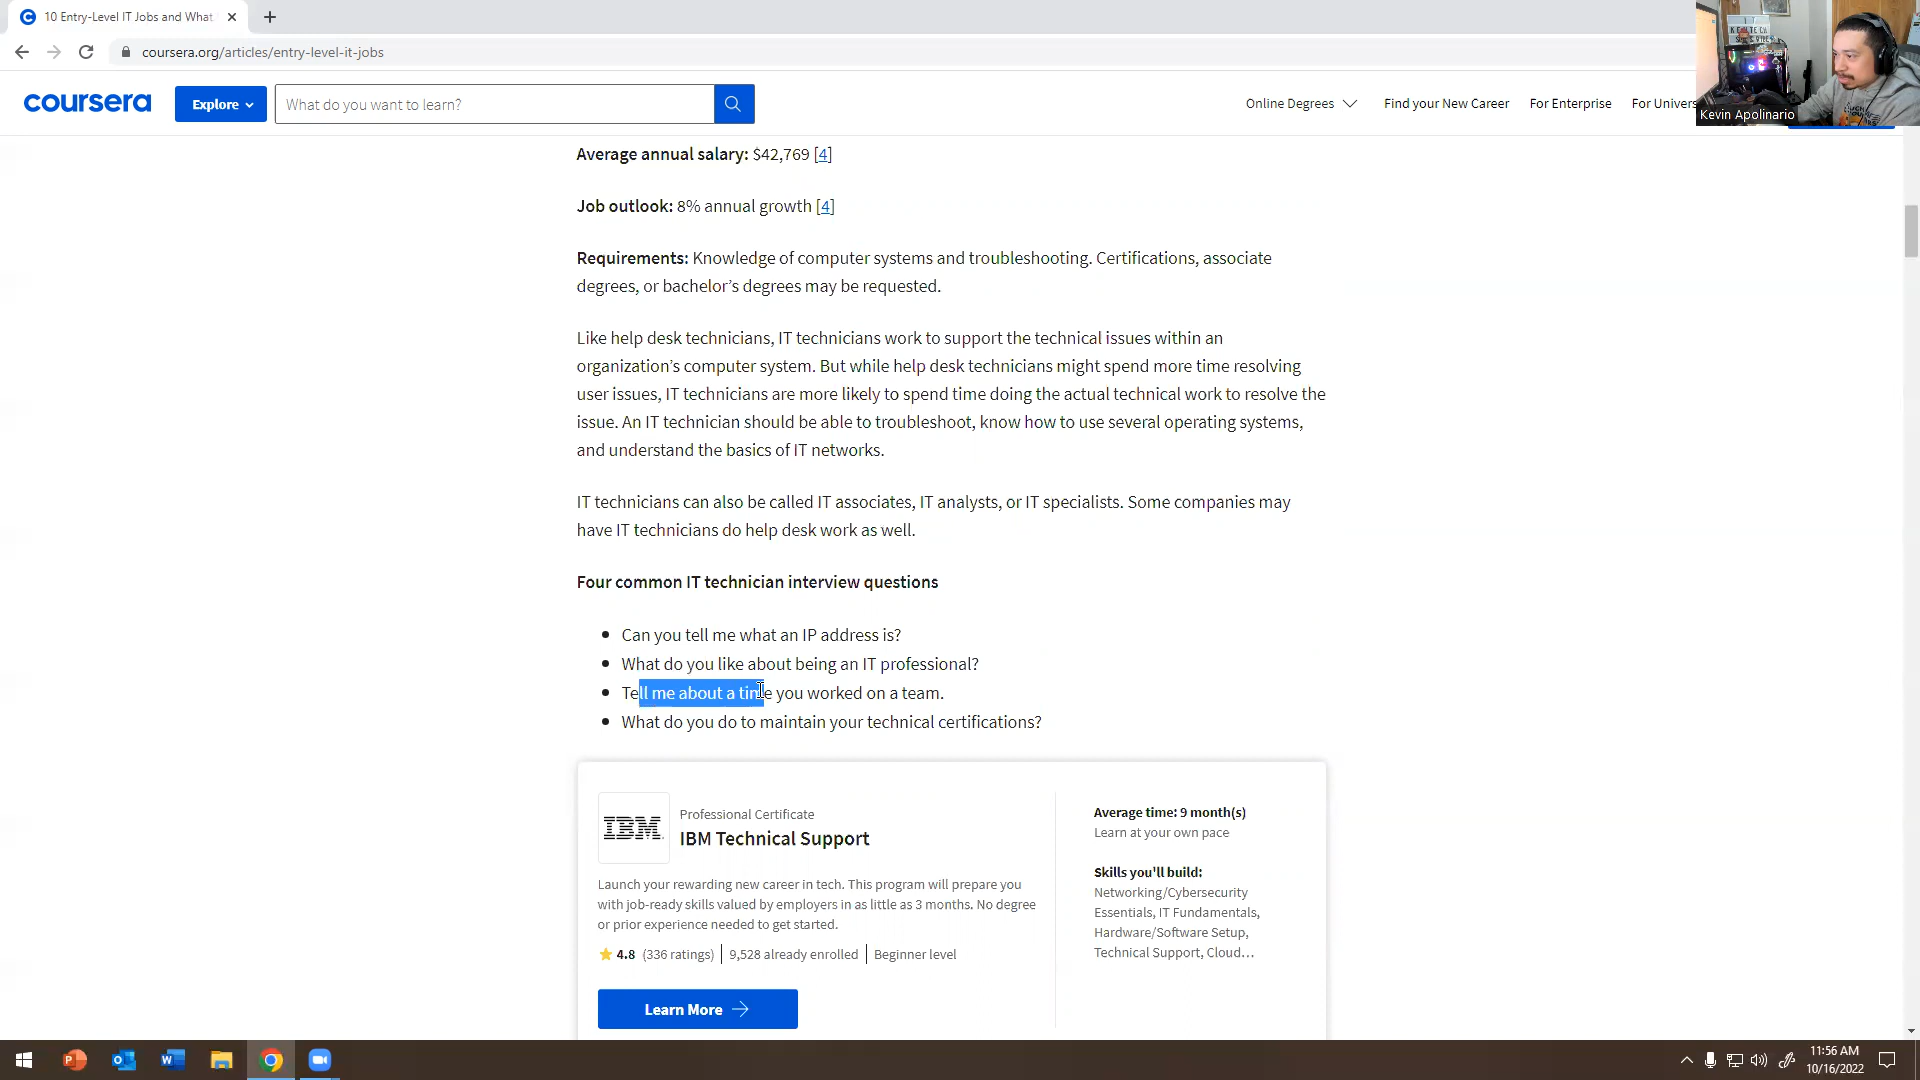 10 Entry-Level IT Jobs and What
coursera.org/articles/entry-level-it-jobs
coursera
Explore
What do you want to learn?
Online Degrees
Find your New Career
For Enterprise
For Univers
Kevin Apolinario
Average annual salary: $42,769 [4]
Job outlook: 8% annual growth [4]
Requirements: Knowledge of computer systems and troubleshooting. Certifications, associate
degrees, or bachelor’s degrees may be requested.
Like help desk technicians, IT technicians work to support the technical issues within an
organization’s computer system. But while help desk technicians might spend more time resolving
user issues, IT technicians are more likely to spend time doing the actual technical work to resolve the
issue. An IT technician should be able to troubleshoot, know how to use several operating systems,
and understand the basics of IT networks.
IT technicians can also be called IT associates, IT analysts, or IT specialists. Some companies may
have IT technicians do help desk work as well.
Four common IT technician interview questions
Can you tell me what an IP address is?
What do you like about being an IT professional?
Tell me about a time you worked on a team.
What do you do to maintain your technical certifications?
IBM
Professional Certificate
IBM Technical Support
Launch your rewarding new career in tech. This program will prepare you
with job-ready skills valued by employers in as little as 3 months. No degree
or prior experience needed to get started.
4.8 (336 ratings) 9,528 already enrolled Beginner level
Learn More
Average time: 9 month(s)
Learn at your own pace
Skills you'll build:
Networking/Cybersecurity
Essentials, IT Fundamentals,
Hardware/Software Setup,
Technical Support, Cloud...
11:56 AM
10/16/2022